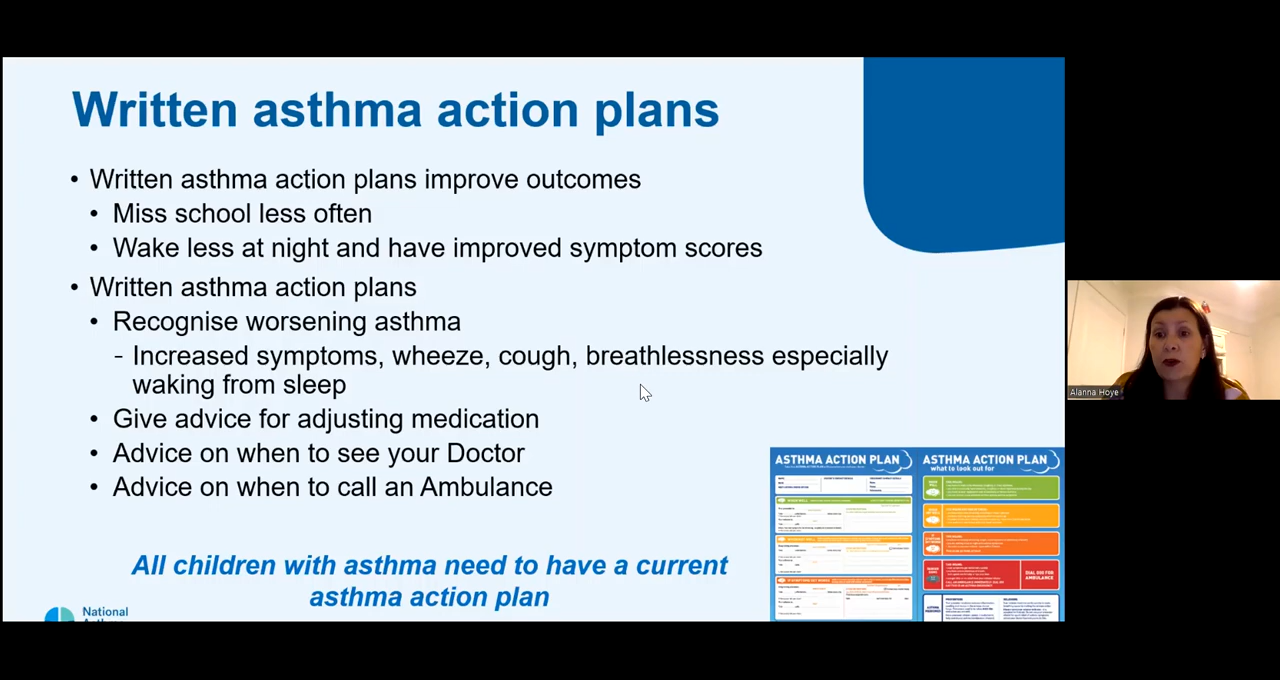 Written asthma action plans
• Written asthma action plans improve outcomes
• Miss school less often
• Wake less at night and have improved symptom scores
• Written asthma action plans
• Recognise worsening asthma
- Increased symptoms, wheeze, cough, breathlessness especially
waking from sleep
• Give advice for adjusting medication
• Advice on when to see your Doctor
• Advice on when to call an Ambulance
All children with asthma need to have a current
asthma action plan
National
ASTHMA ACTION PLAN
ASTHMA ACTION PLAN
what to look out for
DIAL 000 FOR
AMBULANCE
Alanna Hoye